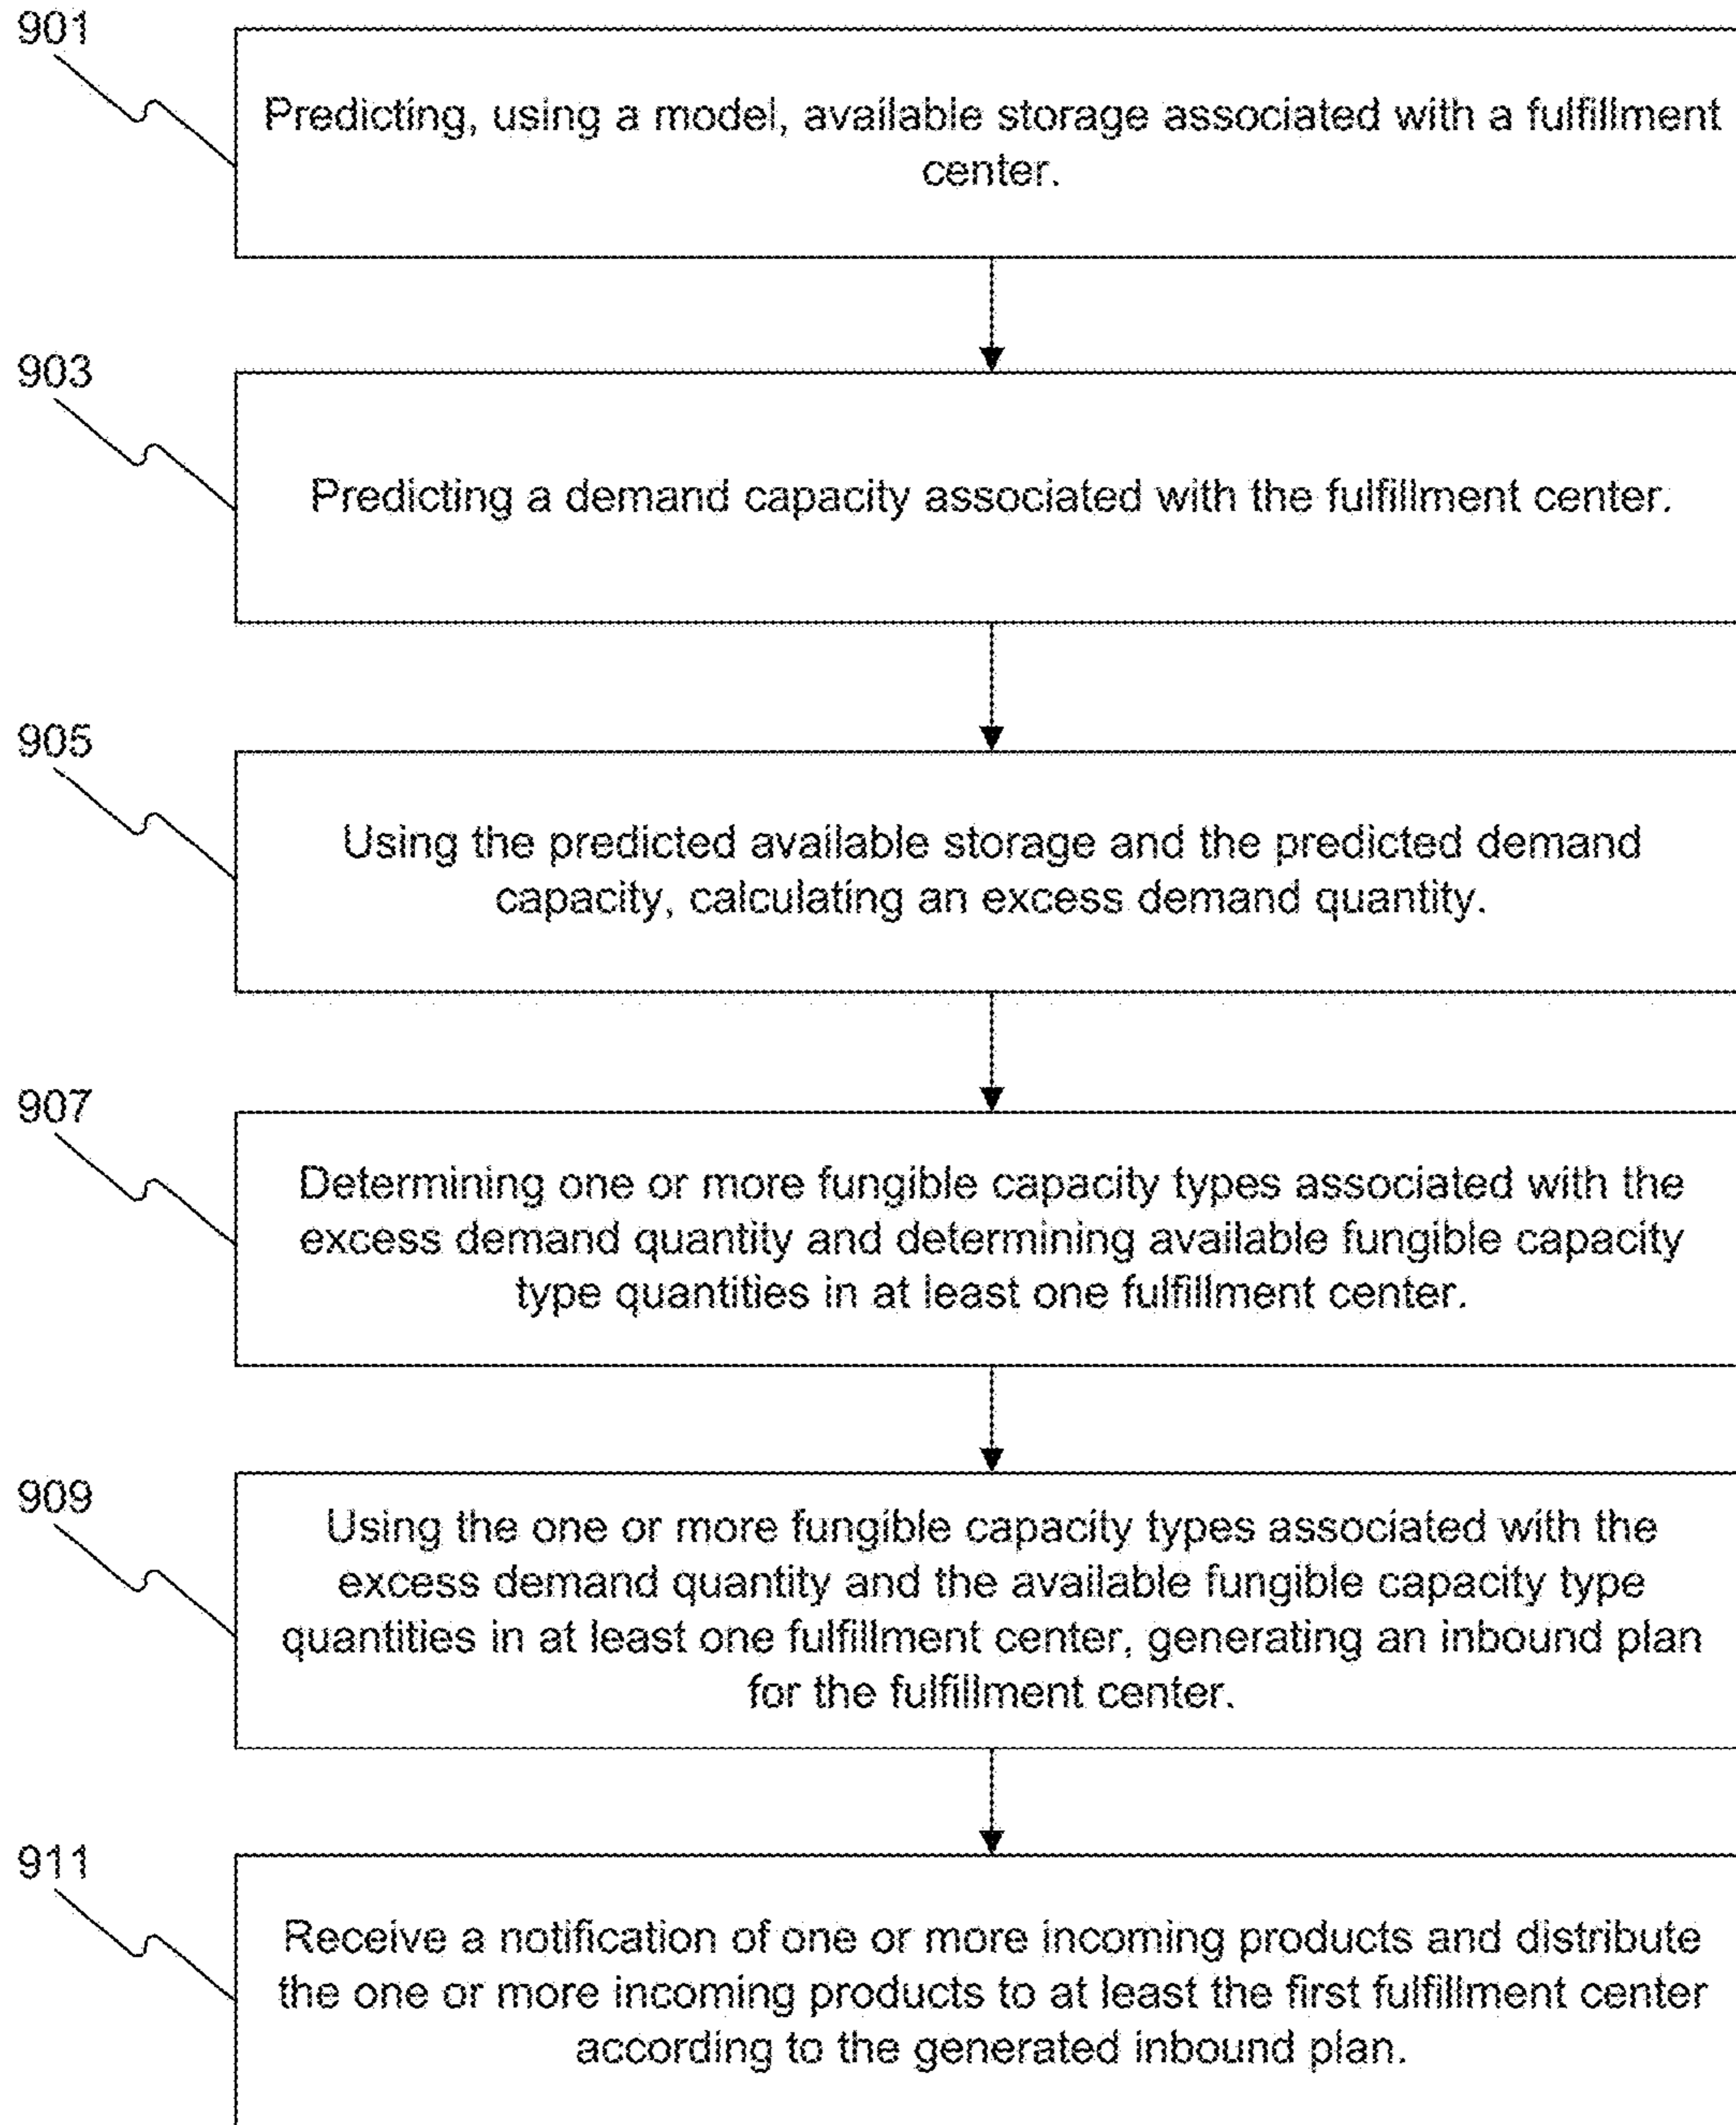 901
Predicting, using a model, available storage associated with a fulfillment
center.
903
Predicting a demand capacity associated with the fulfillment center.
905
Using the predicted available storage and the predicted demand
capacity, calculating an excess demand quantity.
907
Determining one or more fungible capacity types associated with the
excess demand quantity and determining available fungible capacity
type quantities in at least one fulfillment center.
909
Using the one or more fungible capacity types associated with the
excess demand quantity and the available fungible capacity type
quantities in at least one fulfillment center, generating an inbound plan
for the fulfillment center.
911
Receive a notification of one or more incoming products and distribute
the one or more incoming products to at least the first fulfillment center
according to the generated inbound plan.